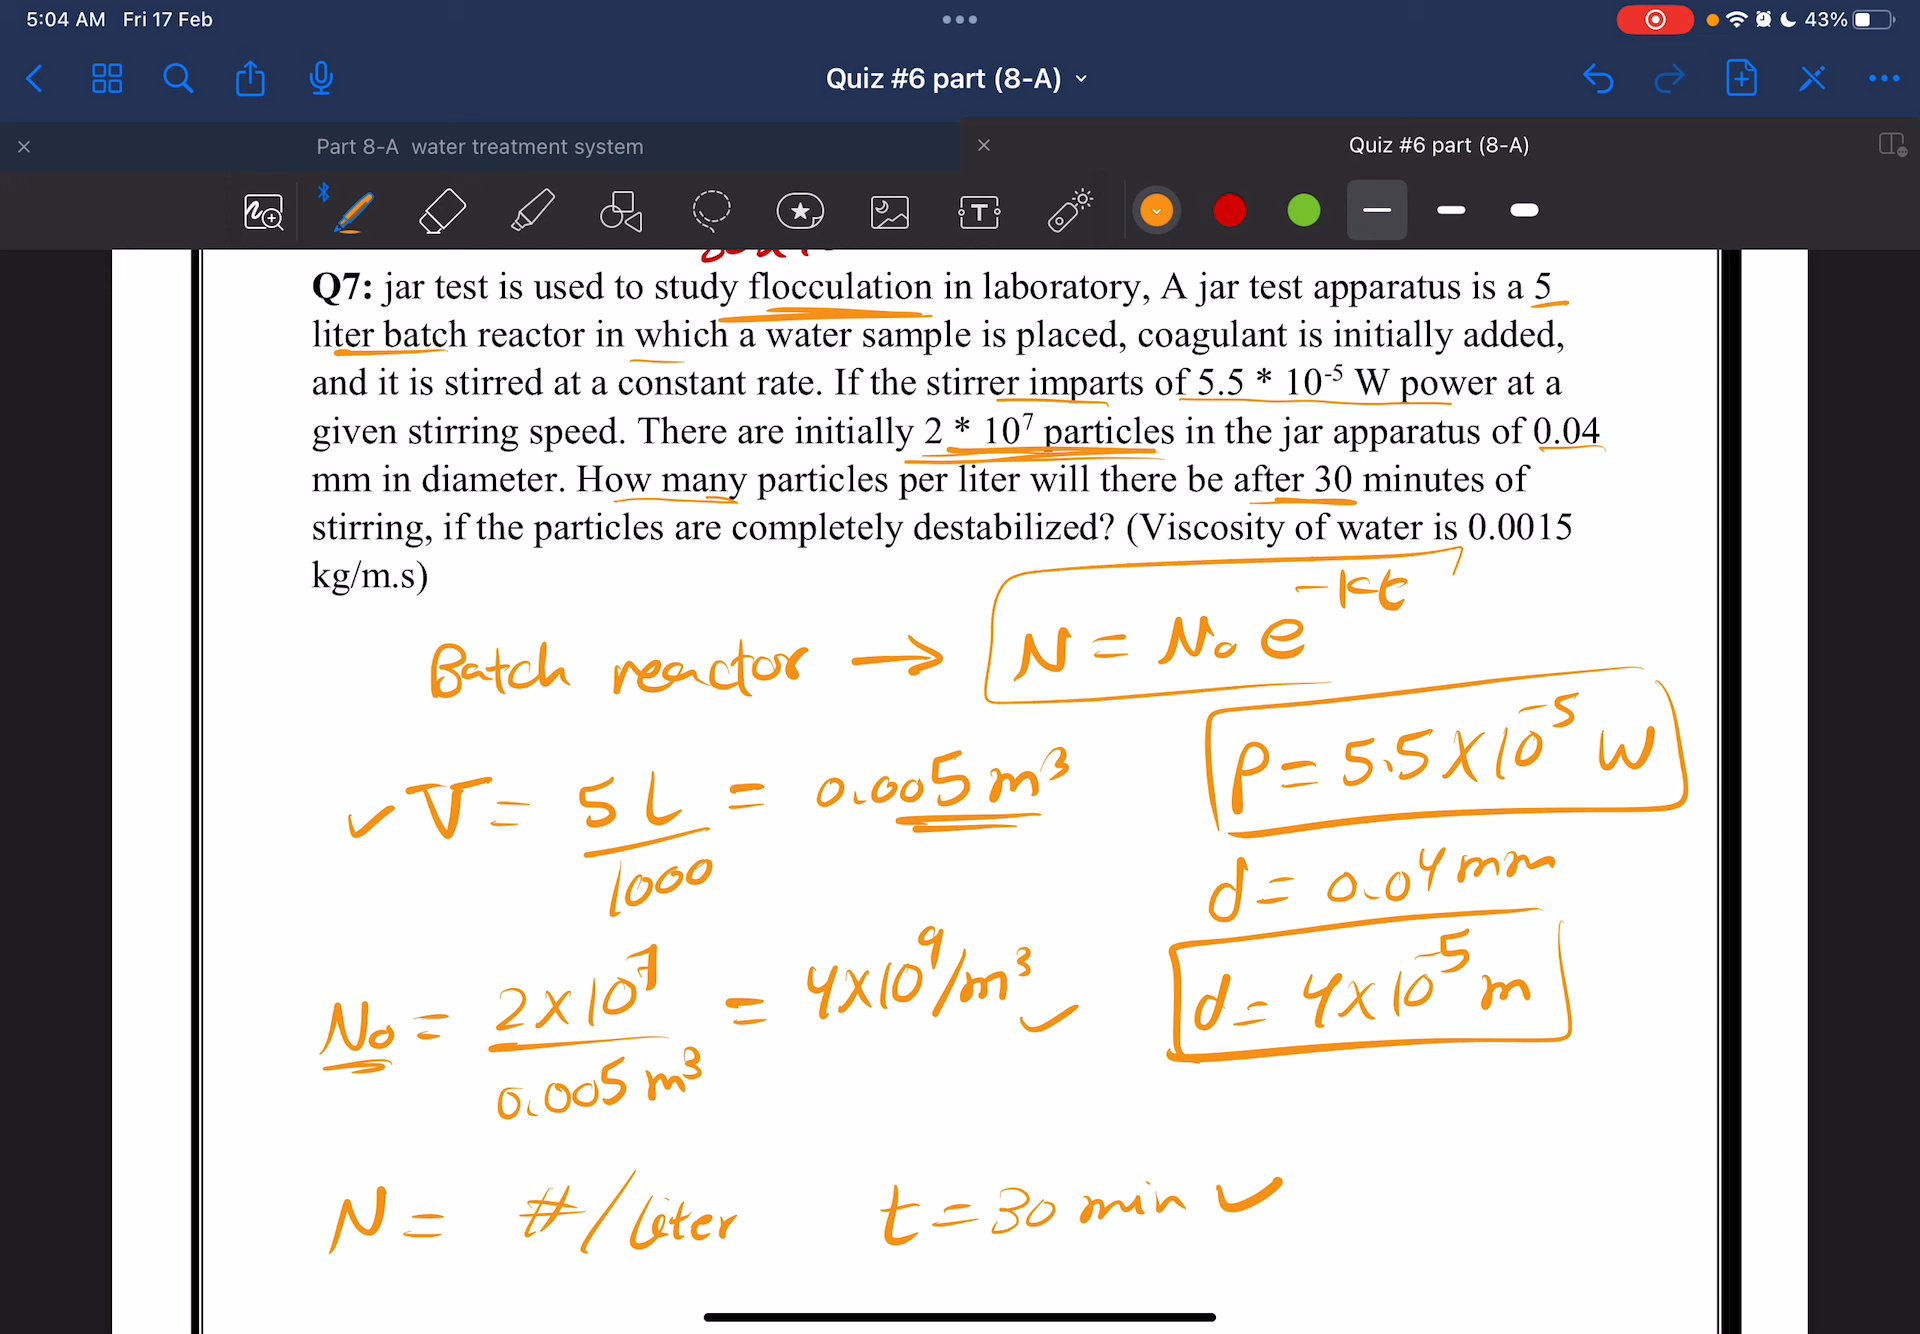 5:04 AM Fri 17 Feb
43%
Quiz #6 part (8-A)
Part 8-A water treatment system
Quiz #6 part (8-A)
Q7: jar test is used to study flocculation in laboratory, A jar test apparatus is a 5
liter batch reactor in which a water sample is placed, coagulant is initially added,
and it is stirred at a constant rate. If the stirrer imparts of 5.5 * 10⁻⁵ W power at a
given stirring speed. There are initially 2 * 10⁷ particles in the jar apparatus of 0.04
mm in diameter. How many particles per liter will there be after 30 minutes of
stirring, if the particles are completely destabilized? (Viscosity of water is 0.0015
kg/m.s)
Batch reactor → N = N₀ e^(-kt)
P = 5.5 X 10⁻⁵ W
✓ V = 5 L / 1000 = 0.005 m³
d = 0.04 mm
N₀ = 2 X 10⁷ / 0.005 m³ = 4 X 10⁹ / m³ ✓
d = 4 X 10⁻⁵ m
N = # / liter t = 30 min ✓